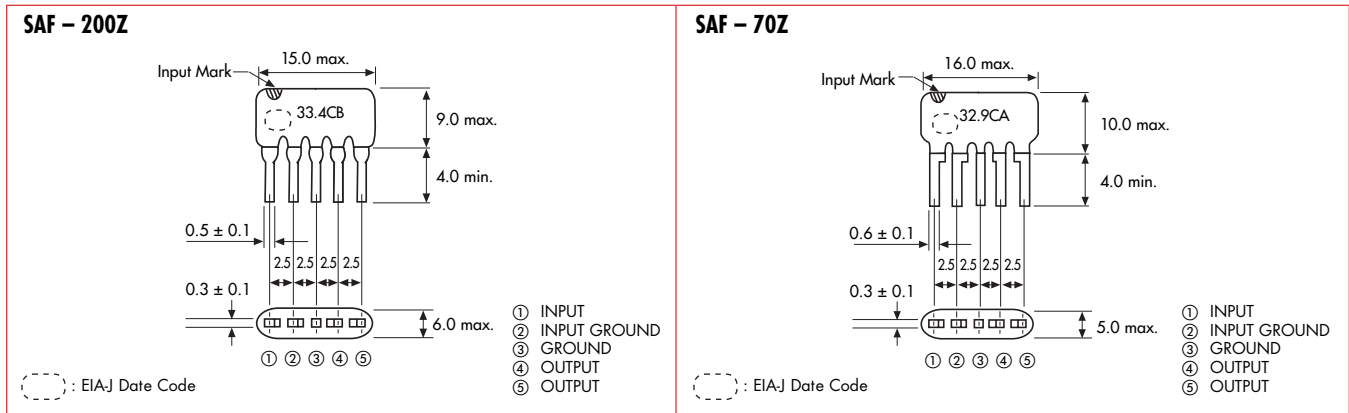 SAF – 200Z
15.0 max.
Input Mark
33.4CB
9.0 max.
4.0 min.
0.5 ± 0.1
2.5 2.5 2.5 2.5
0.3 ± 0.1
6.0 max.
① ② ③ ④ ⑤
① INPUT
② INPUT GROUND
③ GROUND
④ OUTPUT
⑤ OUTPUT
: EIA-J Date Code
SAF – 70Z
16.0 max.
Input Mark
32.9CA
10.0 max.
4.0 min.
0.6 ± 0.1
2.5 2.5 2.5 2.5
0.3 ± 0.1
5.0 max.
① ② ③ ④ ⑤
① INPUT
② INPUT GROUND
③ GROUND
④ OUTPUT
⑤ OUTPUT
: EIA-J Date Code